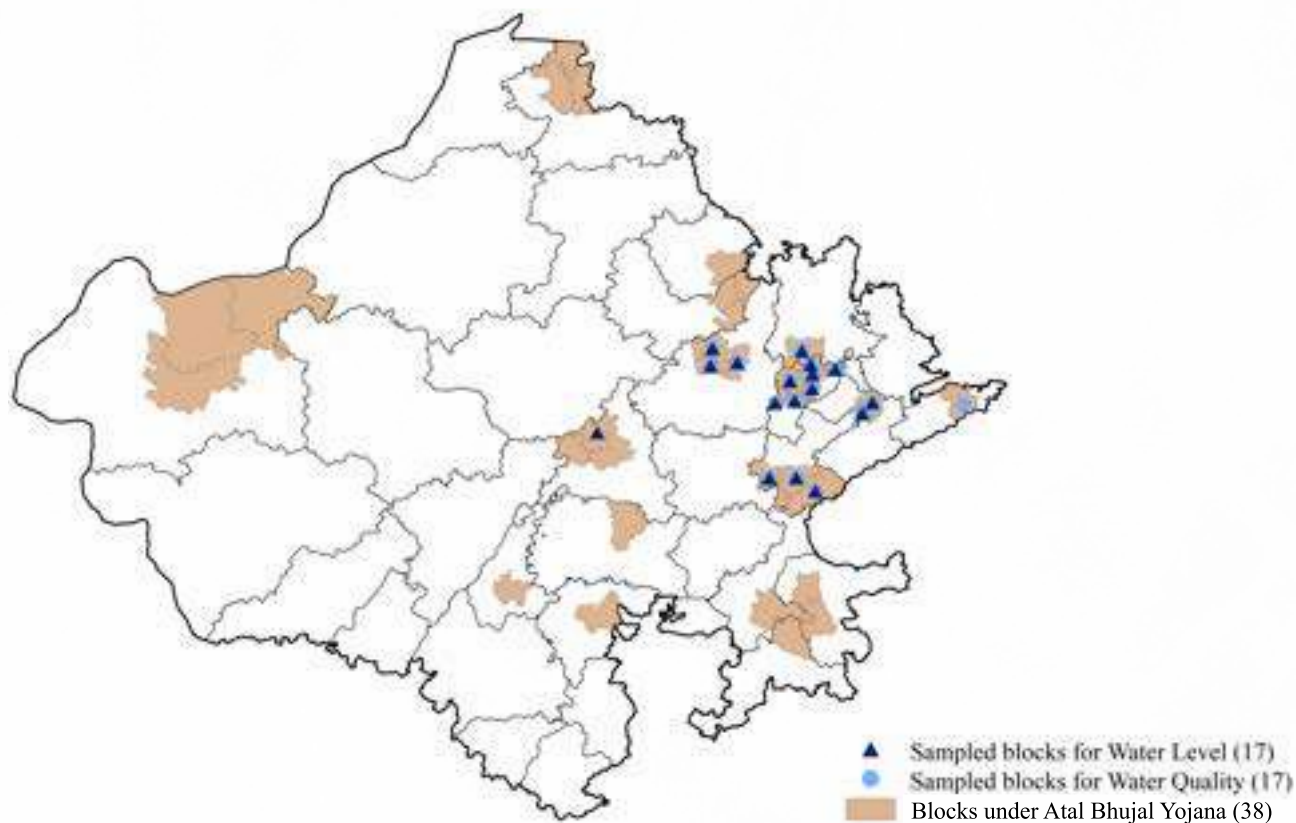 Sampled blocks for Water Level (17)
Sampled blocks for Water Quality (17)
Blocks under Atal Bhujal Yojana (38)